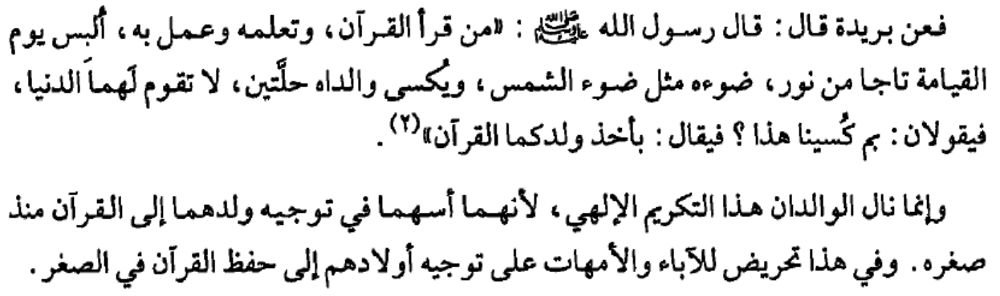 فعن بريدة قال: قال رسول الله ﷺ: «من قرأ القرآن، وتعلمه وعمل به، أُلبس يوم
القيامة تاجا من نور، ضوءه مثل ضوء الشمس، ويُكسى والداه حلَّتين، لا تقوم لَهماَ الدنيا،
فيقولان: بم كُسينا هذا؟ فيقال: بأخذ ولدكما القرآن»(٢).
وإنما نال الوالدان هذا التكريم الإلهي، لأنهما أسهما في توجيه ولدهما إلى القرآن منذ
صغره. وفي هذا تحريض للآباء والأمهات على توجيه أولادهم إلى حفظ القرآن في الصغر.